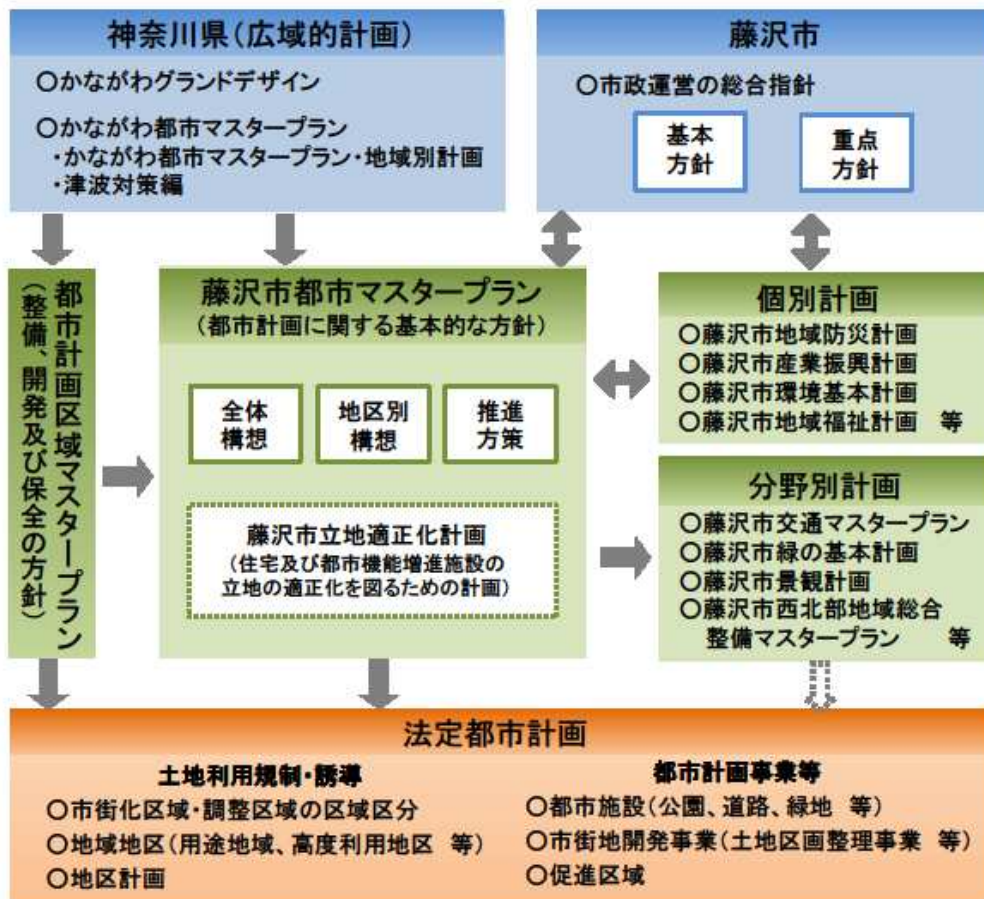 神奈川県(広域的計画)
○かながわグランドデザイン
○かながわ都市マスタープラン
・かながわ都市マスタープラン・地域別計画
・津波対策編
藤沢市
○市政運営の総合指針
基本
方針
重点
方針
都市計画区域マスタープラン
(整備、開発及び保全の方針)
藤沢市都市マスタープラン
(都市計画に関する基本的な方針)
全体
構想
地区別
構想
推進
方策
藤沢市立地適正化計画
(住宅及び都市機能増進施設の
立地の適正化を図るための計画)
個別計画
○藤沢市地域防災計画
○藤沢市産業振興計画
○藤沢市環境基本計画
○藤沢市地域福祉計画 等
分野別計画
○藤沢市交通マスタープラン
○藤沢市緑の基本計画
○藤沢市景観計画
○藤沢市西北部地域総合
整備マスタープラン 等
法定都市計画
土地利用規制・誘導
○市街化区域・調整区域の区域区分
○地域地区(用途地域、高度利用地区 等)
○地区計画
都市計画事業等
○都市施設(公園、道路、緑地 等)
○市街地開発事業(土地区画整理事業 等)
○促進区域